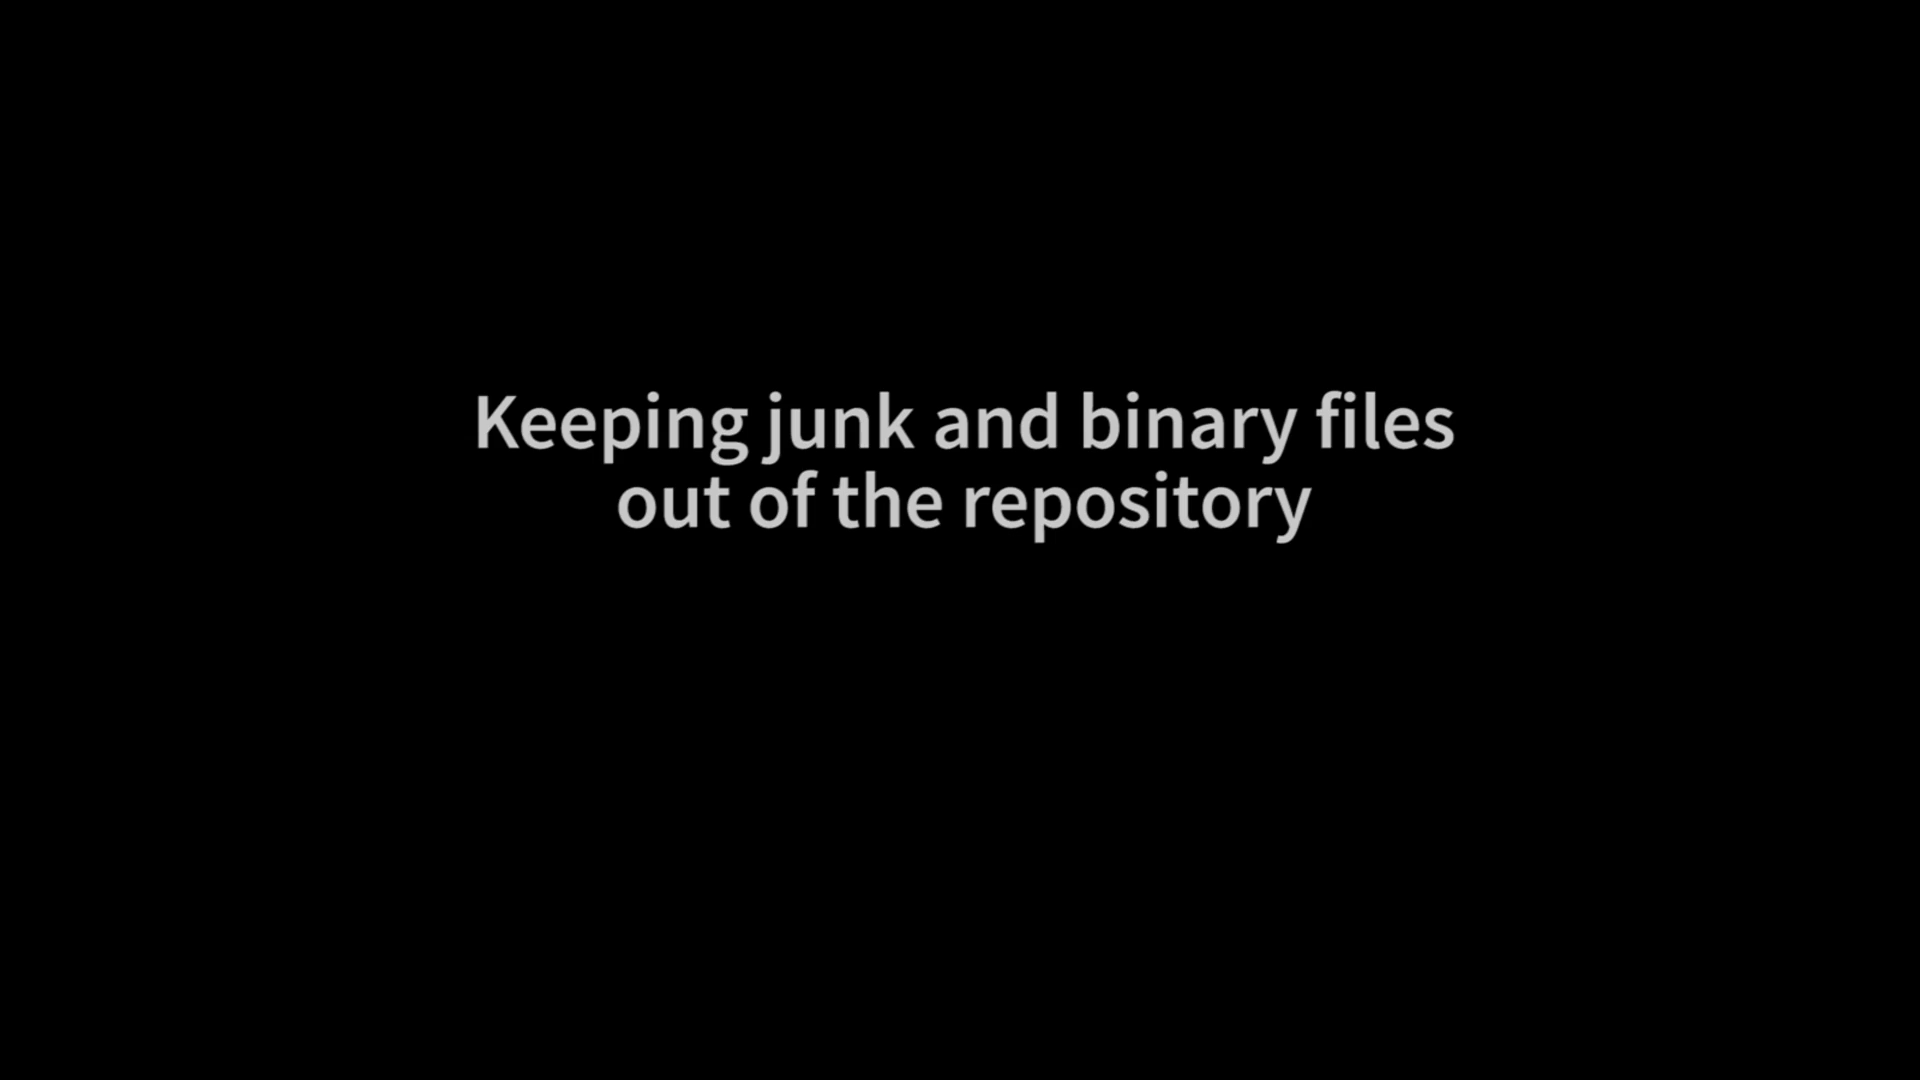 Keeping junk and binary files
out of the repository